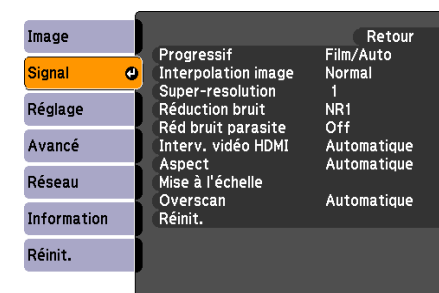 Image
Signal
Réglage
Avancé
Réseau
Information
Réinit.
Retour
Progressif Film/Auto
Interpolation image Normal
Super-resolution 1
Réduction bruit NR1
Réd bruit parasite Off
Interv. vidéo HDMI Automatique
Aspect Automatique
Mise à l'échelle
Overscan Automatique
Réinit.